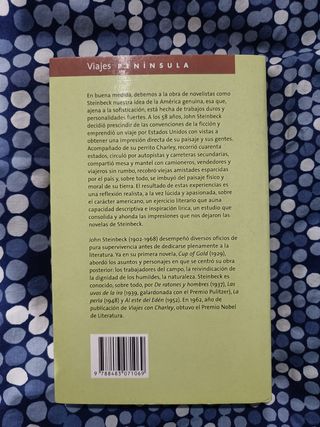 Viajes PENÍNSULA
En buena medida, debemos a la obra de novelistas como
Steinbeck nuestra idea de la América genuina, esa que,
ajena a la sofisticación, está hecha de trabajos duros y
personalidades fuertes. A los 58 años, John Steinbeck
decidió prescindir de las convenciones de la ficción y
emprendió un viaje por Estados Unidos con vistas a
obtener una impresión directa de su paisaje y sus gentes.
Acompañado de su perrito Charley, recorrió cuarenta
estados, circuló por autopistas y carreteras secundarias,
compartió mesa y mantel con camioneros, vendedores y
viajeros sin rumbo, recobró viejas amistades esparcidas
por el país y, sobre todo, se imbuyó del paisaje físico y
moral de su tierra. El resultado de estas experiencias es
una reflexión realista, a la vez lúcida y apasionada, sobre
el carácter americano, un ejercicio literario que aúna
capacidad descriptiva e inspiración lírica, un estudio que
consolida y ahonda las impresiones que nos dejaron las
novelas de Steinbeck.
John Steinbeck (1902-1968) desempeñó diversos oficios de
pura supervivencia antes de dedicarse plenamente a la
literatura. Ya en su primera novela, Cup of Gold (1929),
abordó los asuntos y personajes en que se centró su obra
posterior: los trabajadores del campo, la reivindicación de
la dignidad de los humildes, la naturaleza. Steinbeck es
conocido, sobre todo, por De ratones y hombres (1937), Las
uvas de la ira (1939, galardonada con el Premio Pulitzer), La
perla (1948) y Al este del Edén (1952). En 1962, año de
publicación de Viajes con Charley, obtuvo el Premio Nobel
de Literatura.
9 788483 071069